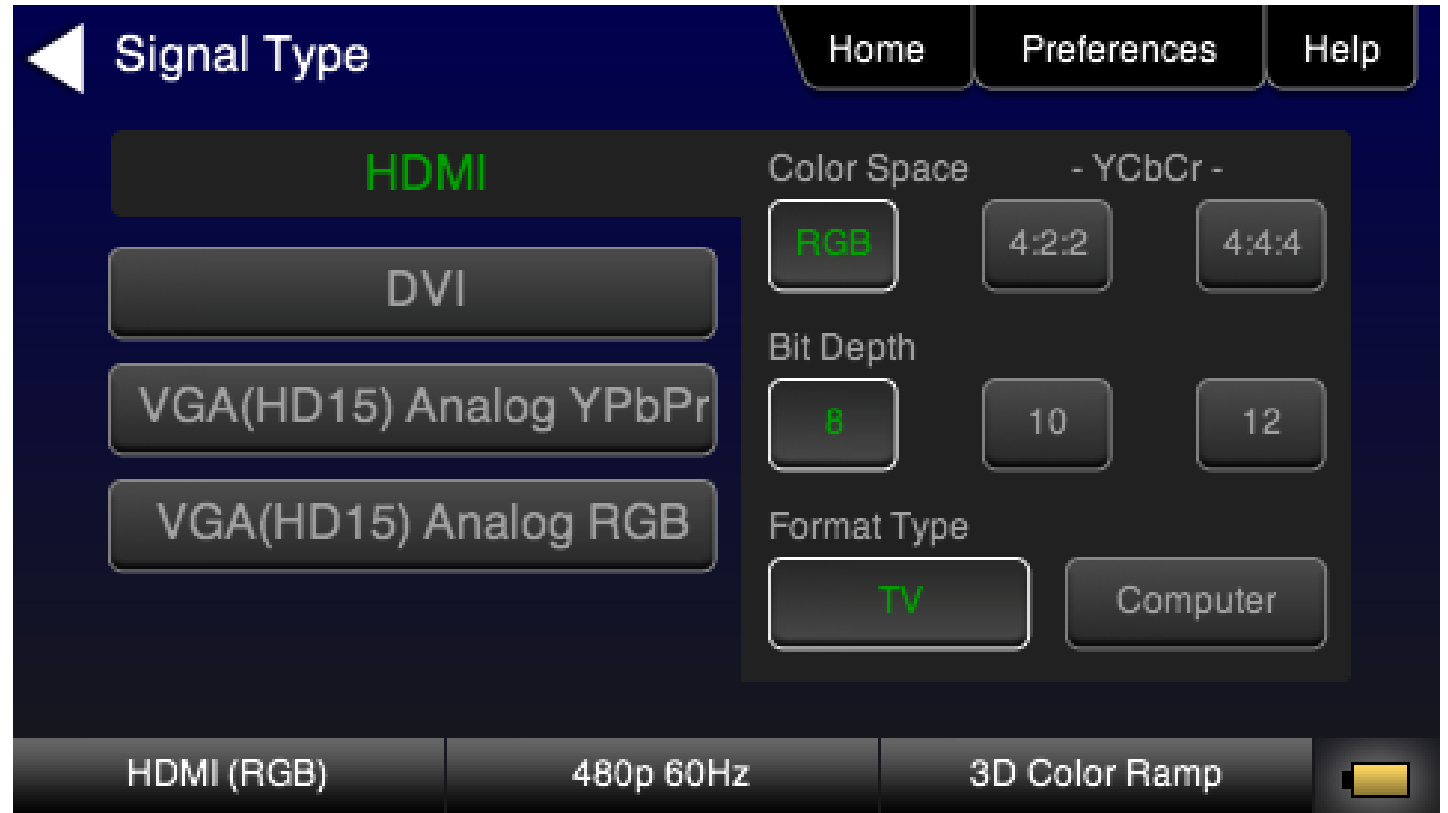 Signal Type
Home
Preferences
Help
HDMI
DVI
VGA(HD15) Analog YPbPr
VGA(HD15) Analog RGB
Color Space
- YCbCr -
RGB
4:2:2
4:4:4
Bit Depth
8
10
12
Format Type
TV
Computer
HDMI (RGB)
480p 60Hz
3D Color Ramp